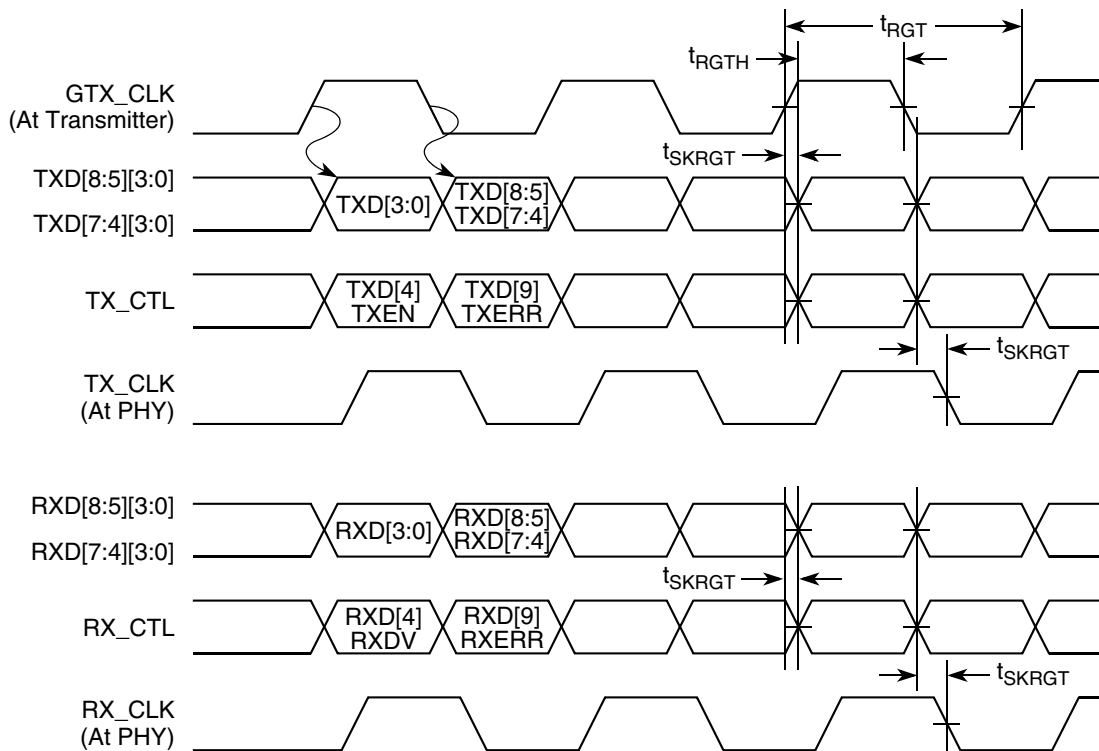 tRGT
tRGTH
GTX_CLK
(At Transmitter)
tSKRGT
TXD[8:5][3:0]
TXD[7:4][3:0]
TXD[3:0]
TXD[8:5]
TXD[7:4]
TX_CTL
TXD[4]
TXEN
TXD[9]
TXERR
tSKRGT
TX_CLK
(At PHY)
RXD[8:5][3:0]
RXD[7:4][3:0]
RXD[3:0]
RXD[8:5]
RXD[7:4]
tSKRGT
RX_CTL
RXD[4]
RXDV
RXD[9]
RXERR
tSKRGT
RX_CLK
(At PHY)